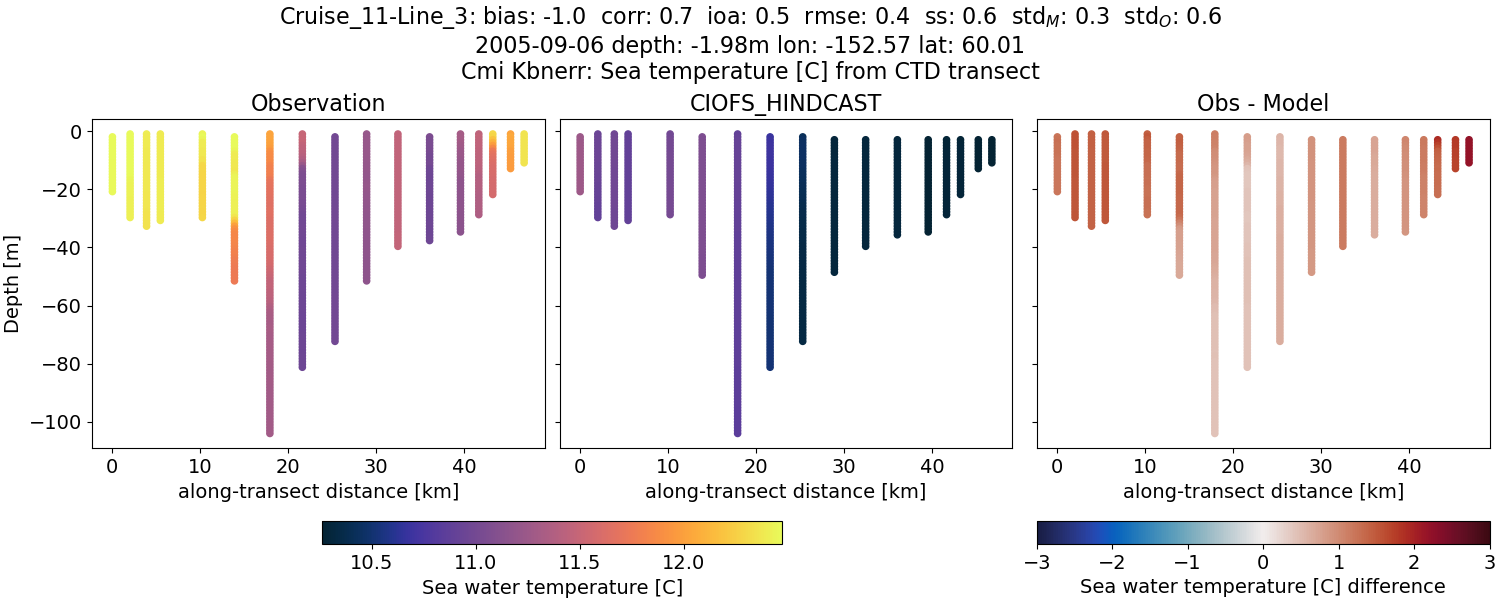 Cruise_11-Line_3: bias: -1.0  corr: 0.7  ioa: 0.5  rmse: 0.4  ss: 0.6  std_M: 0.3  std_O: 0.6
2005-09-06 depth: -1.98m lon: -152.57 lat: 60.01
Cmi Kbnerr: Sea temperature [C] from CTD transect
Observation
CIOFS_HINDCAST
Obs - Model
Depth [m]
0
−20
−40
−60
−80
−100
0 10 20 30 40
0 10 20 30 40
0 10 20 30 40
along-transect distance [km]
along-transect distance [km]
along-transect distance [km]
10.5 11.0 11.5 12.0
Sea water temperature [C]
−3 −2 −1 0 1 2 3
Sea water temperature [C] difference